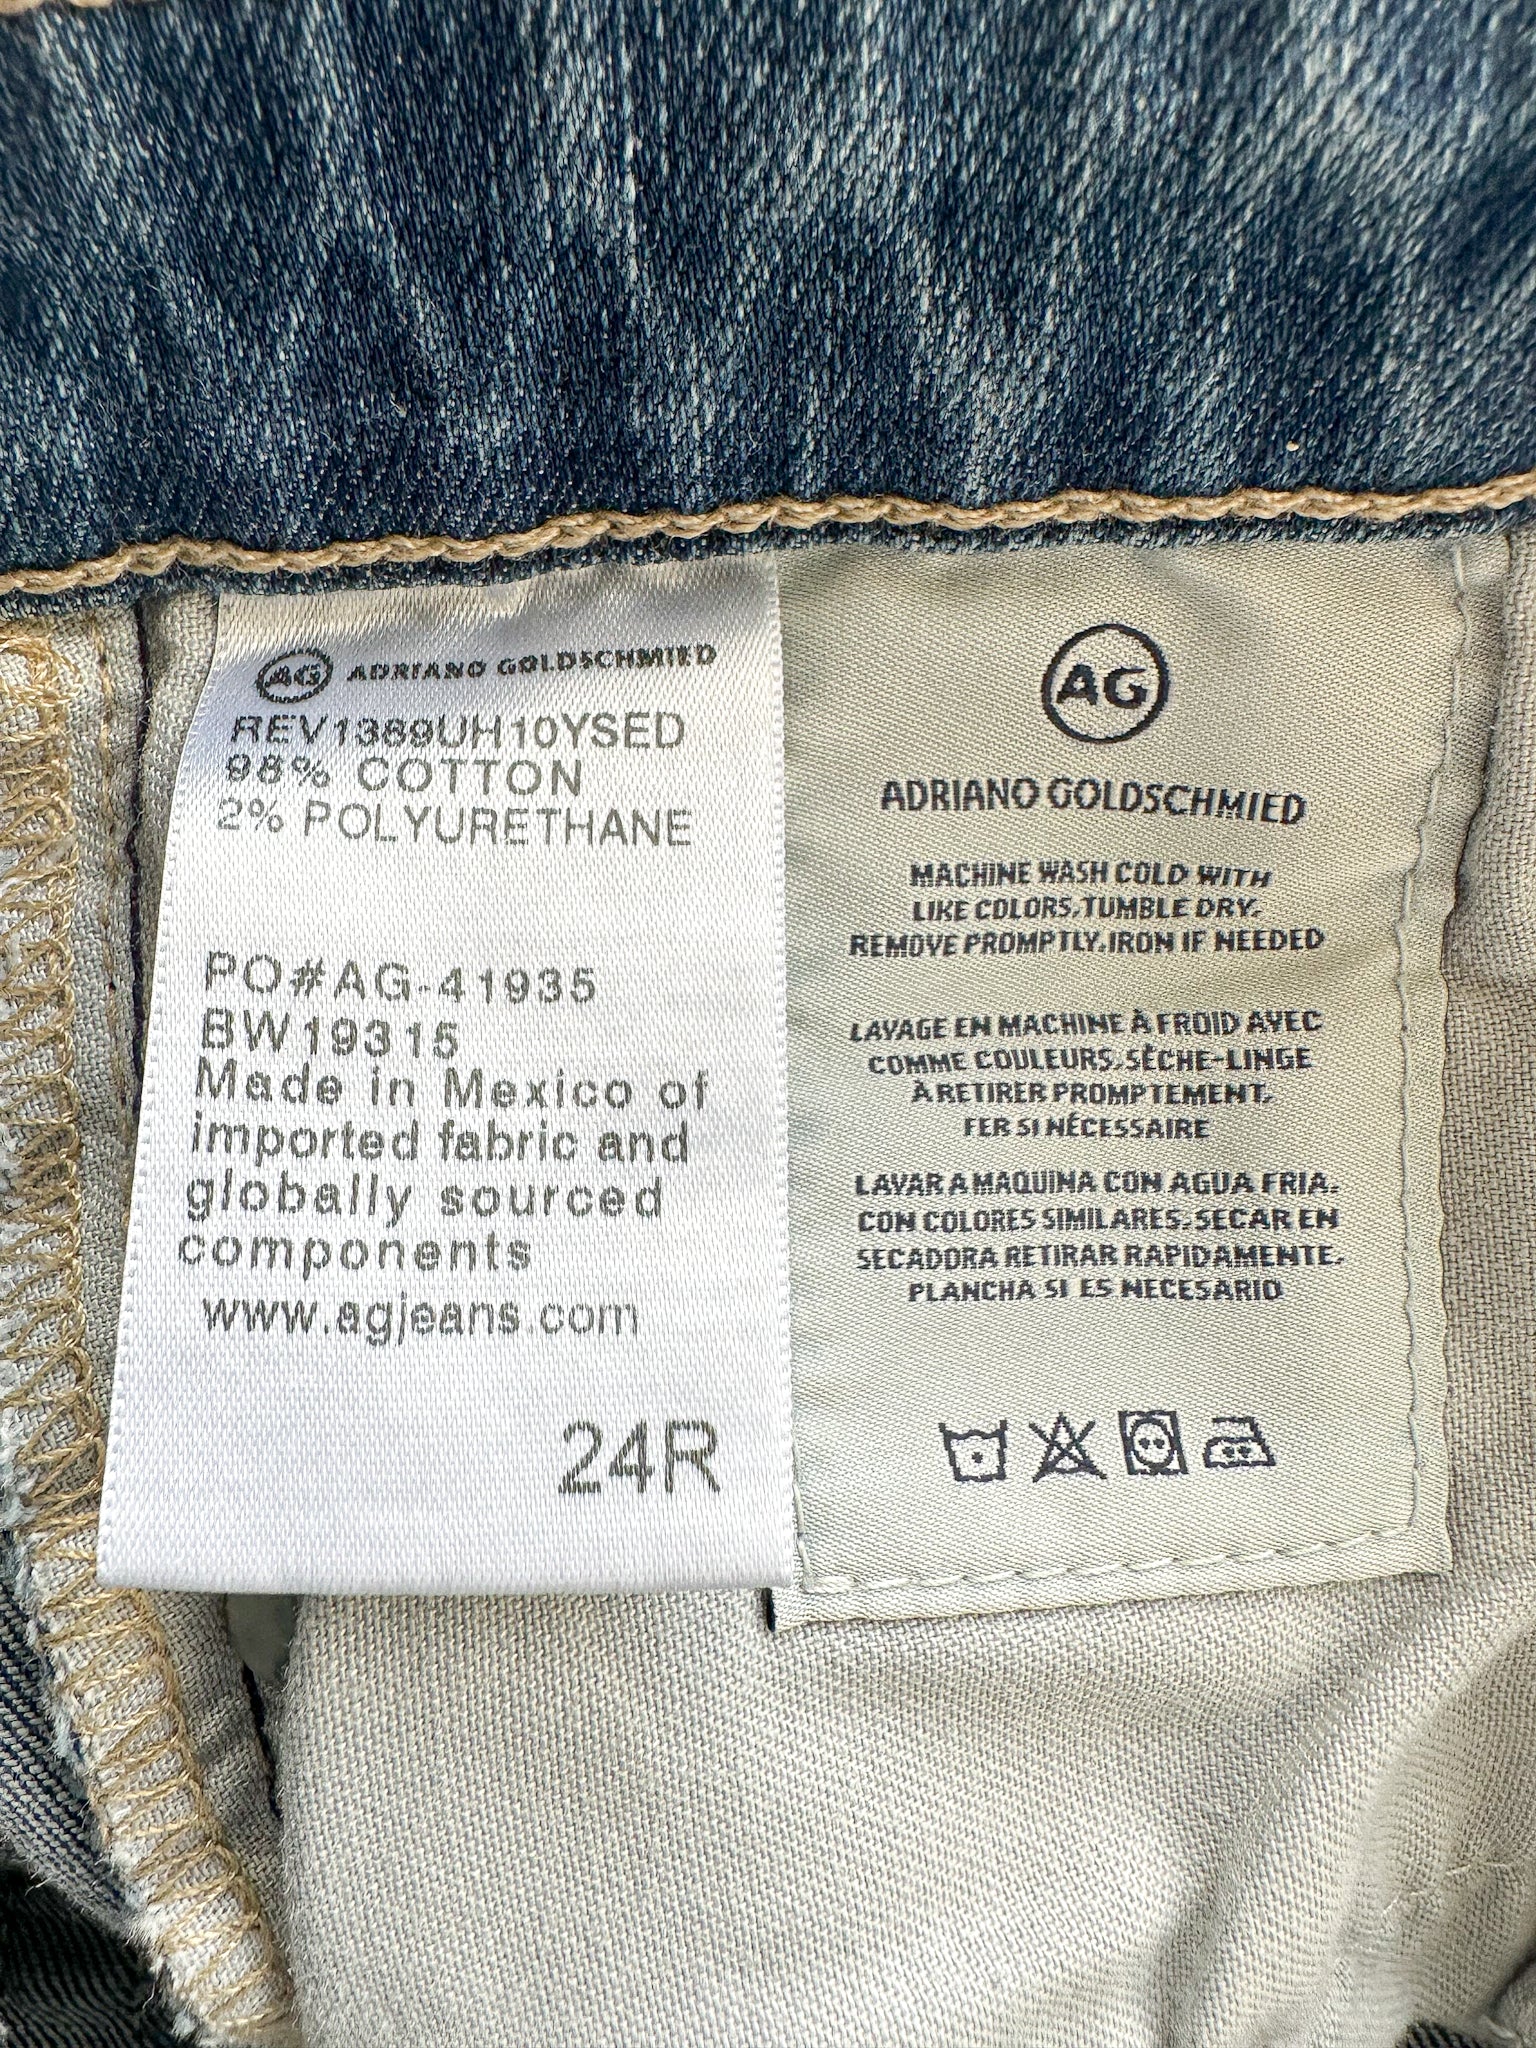 AG ADRIANO GOLDSCHMIED
REV1389UH10YSED
98% COTTON
2% POLYURETHANE
PO#AG-41935
BW19315
Made in Mexico of
imported fabric and
globally sourced
components
www.agjeans.com
24R
AG
ADRIANO GOLDSCHMIED
MACHINE WASH COLD WITH
LIKE COLORS,TUMBLE DRY,
REMOVE PROMPTLY,IRON IF NEEDED
LAVAGE EN MACHINE À FROID AVEC
COMME COULEURS,SÈCHE-LINGE
À RETIRER PROMPTEMENT,
FER SI NÉCESSAIRE
LAVAR A MAQUINA CON AGUA FRIA,
CON COLORES SIMILARES,SECAR EN
SECADORA RETIRAR RAPIDAMENTE,
PLANCHA SI ES NECESARIO